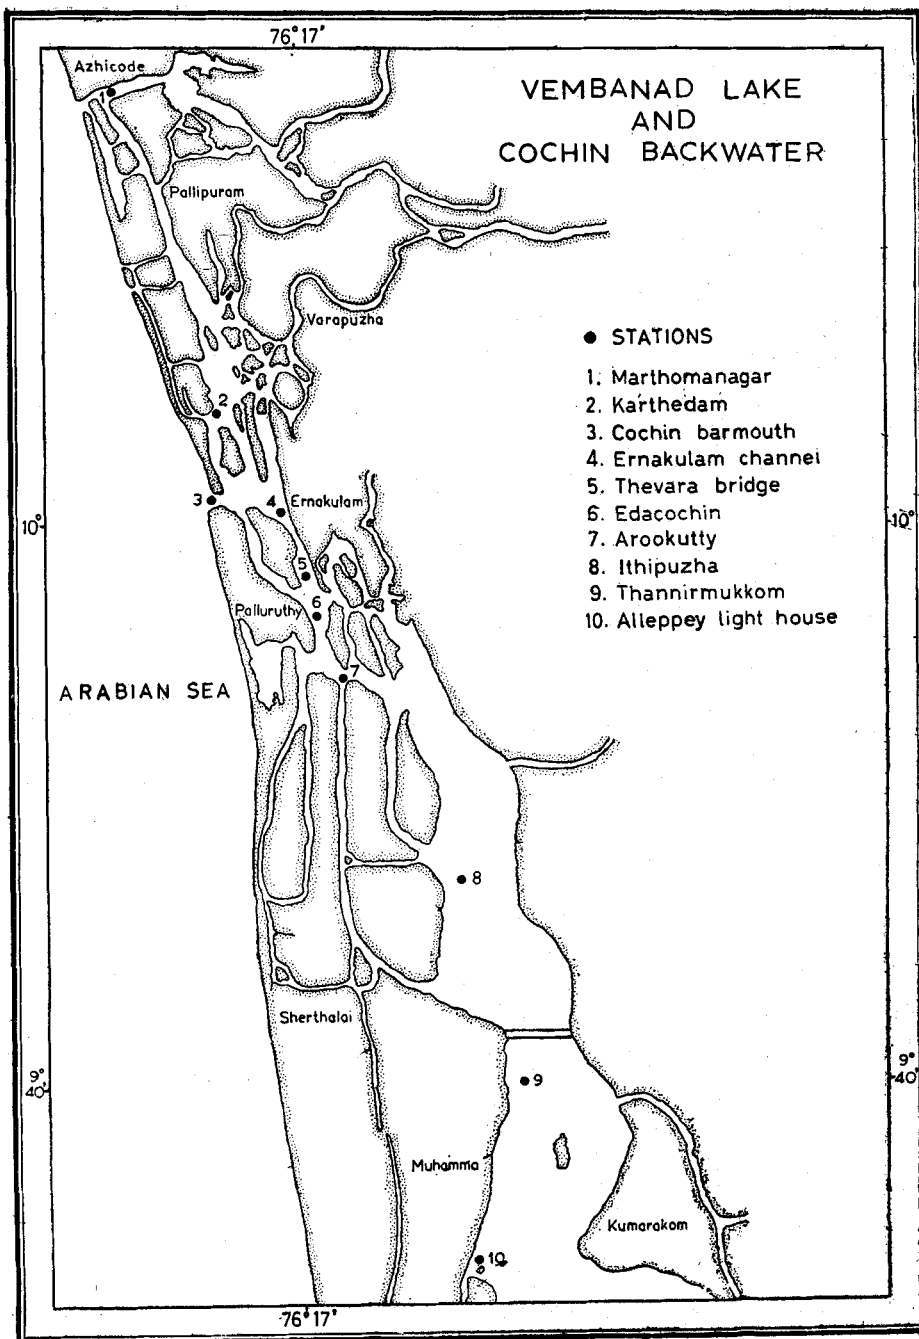 76°17'
Azhicode
1
VEMBANAD LAKE
AND
COCHIN BACKWATER
Pallipuram
Varapuzha
● STATIONS
1. Marthomanagar
2. Karthedam
3. Cochin barmouth
4. Ernakulam channel
5. Thevara bridge
6. Edacochin
7. Arookutty
8. Ithipuzha
9. Thannirmukkom
10. Alleppey light house
2
3
4
Ernakulam
10°
10°
5
6
Palluruthy
7
ARABIAN SEA
8
Sherthalai
9°
40'
9°
40'
9
Muhamma
Kumarakom
10
76°17'